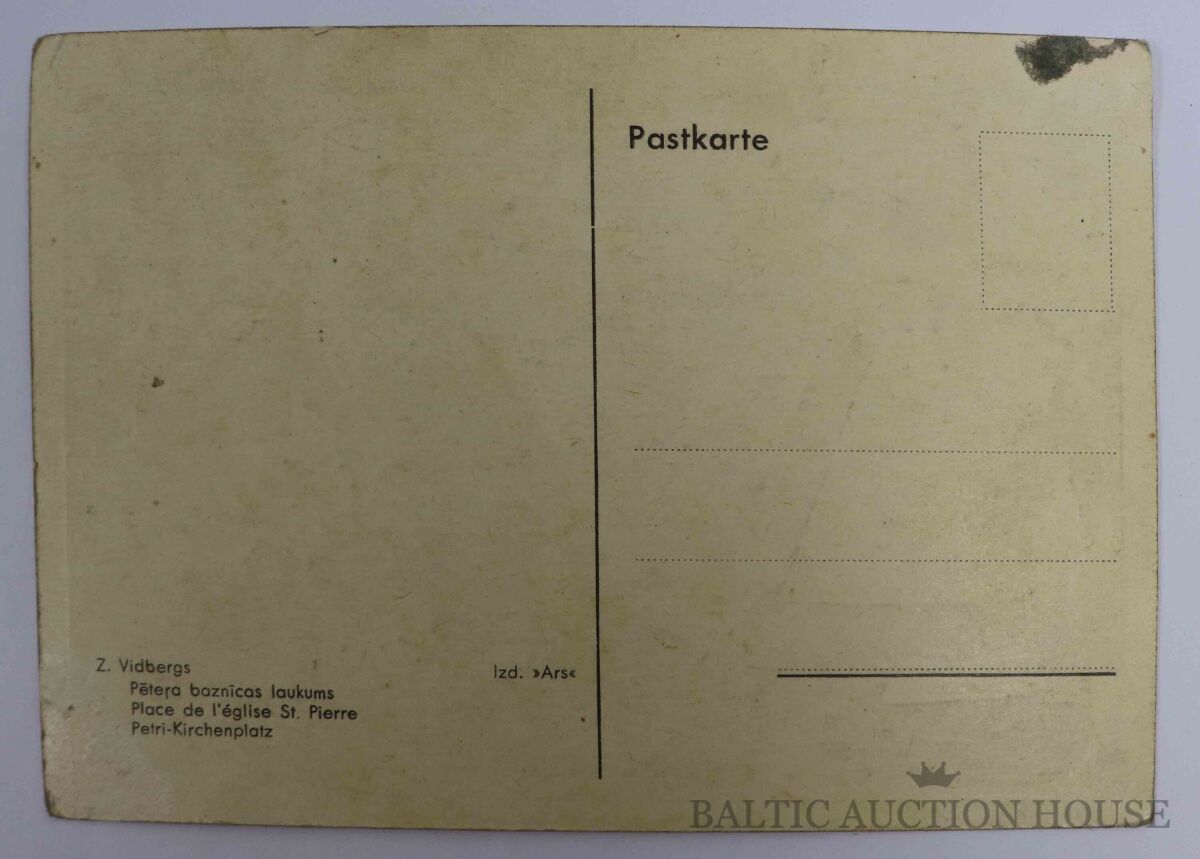 Pastkarte
Z. Vidbergs
Pēteŗa baznīcas laukums
Place de l'église St. Pierre
Petri-Kirchenplatz
Izd. »Ars«
BALTIC AUCTION HOUSE